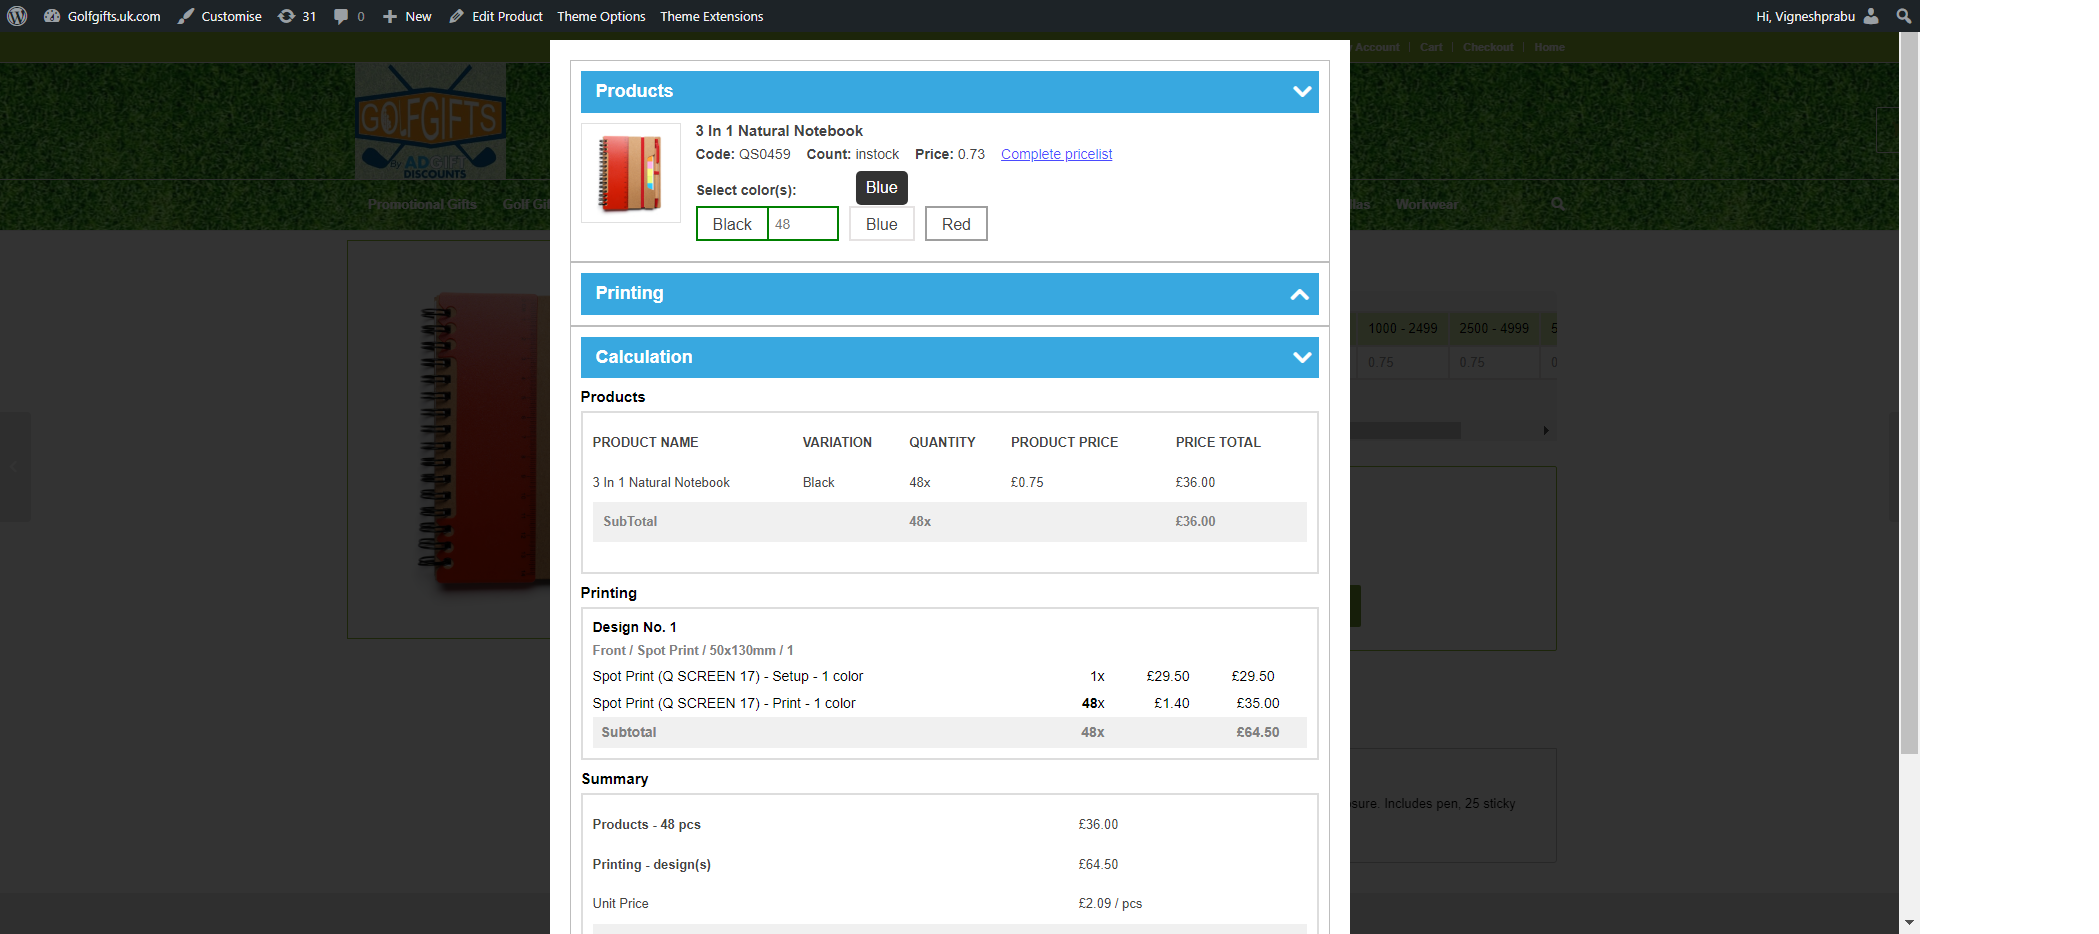 Golfgifts.uk.com Customise 31 0 New Edit Product Theme Options Theme Extensions Hi, Vigneshprabu
Account | Cart | Checkout | Home
GOLFGIFTS
By ADGIFT
DISCOUNTS
Promotional Gifts Golf Gi Workwear
Products
3 In 1 Natural Notebook
Code: QS0459 Count: instock Price: 0.73 Complete pricelist
Select color(s): Blue
Black 48 Blue Red
Printing
1000 - 2499 2500 - 4999 5
0.75 0.75 0
Calculation
Products
PRODUCT NAME VARIATION QUANTITY PRODUCT PRICE PRICE TOTAL
3 In 1 Natural Notebook Black 48x £0.75 £36.00
SubTotal 48x £36.00
Printing
Design No. 1
Front / Spot Print / 50x130mm / 1
Spot Print (Q SCREEN 17) - Setup - 1 color 1x £29.50 £29.50
Spot Print (Q SCREEN 17) - Print - 1 color 48x £1.40 £35.00
Subtotal 48x £64.50
Summary
sure. Includes pen, 25 sticky
Products - 48 pcs £36.00
Printing - design(s) £64.50
Unit Price £2.09 / pcs